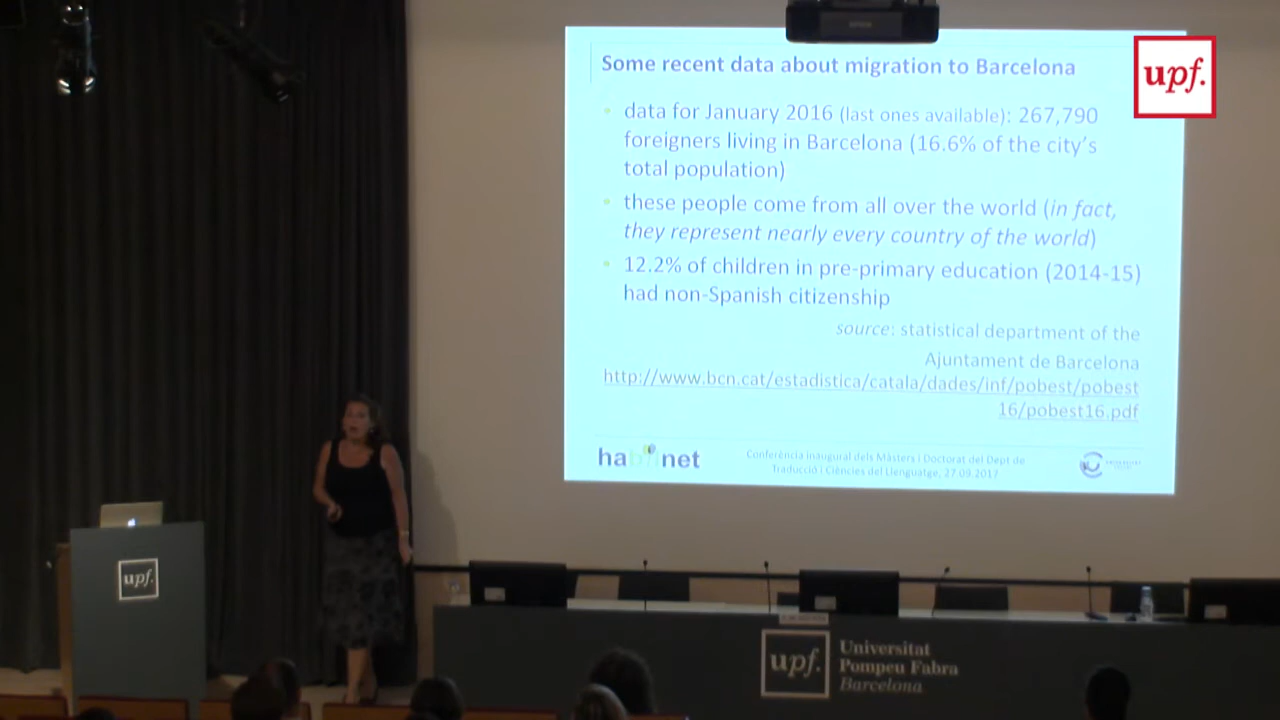 Some recent data about migration to Barcelona
upf.
data for January 2016 (last ones available): 267,790
foreigners living in Barcelona (16.6% of the city's
total population)
these people come from all over the world (in fact,
they represent nearly every country of the world)
12.2% of children in pre-primary education (2014-15)
had non-Spanish citizenship
source: statistical department of the
Ajuntament de Barcelona
http://www.bcn.cat/estadistica/catala/dades/inf/pobest/pobest
16/pobest16.pdf
Conferència inaugural dels Màsters i Doctorat del Dept de
Traducció i Ciències del Llenguatge, 27.09.2017
upf.
upf.
Universitat
Pompeu Fabra
Barcelona